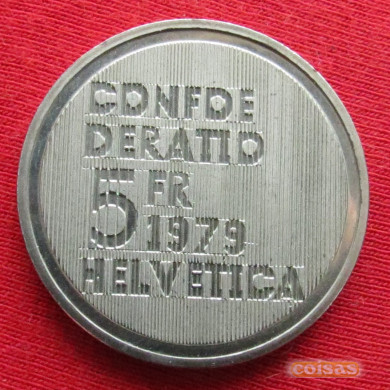 CONFOE
DERATIO
5 FR
1979
HELVETICA
coisas